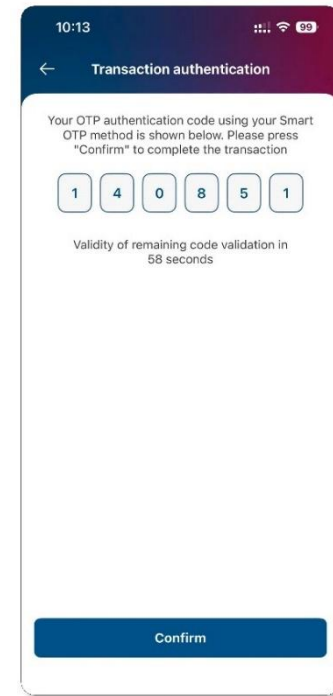 10:13
99
Transaction authentication
Your OTP authentication code using your Smart
OTP method is shown below. Please press
"Confirm" to complete the transaction
1 4 0 8 5 1
Validity of remaining code validation in
58 seconds
Confirm